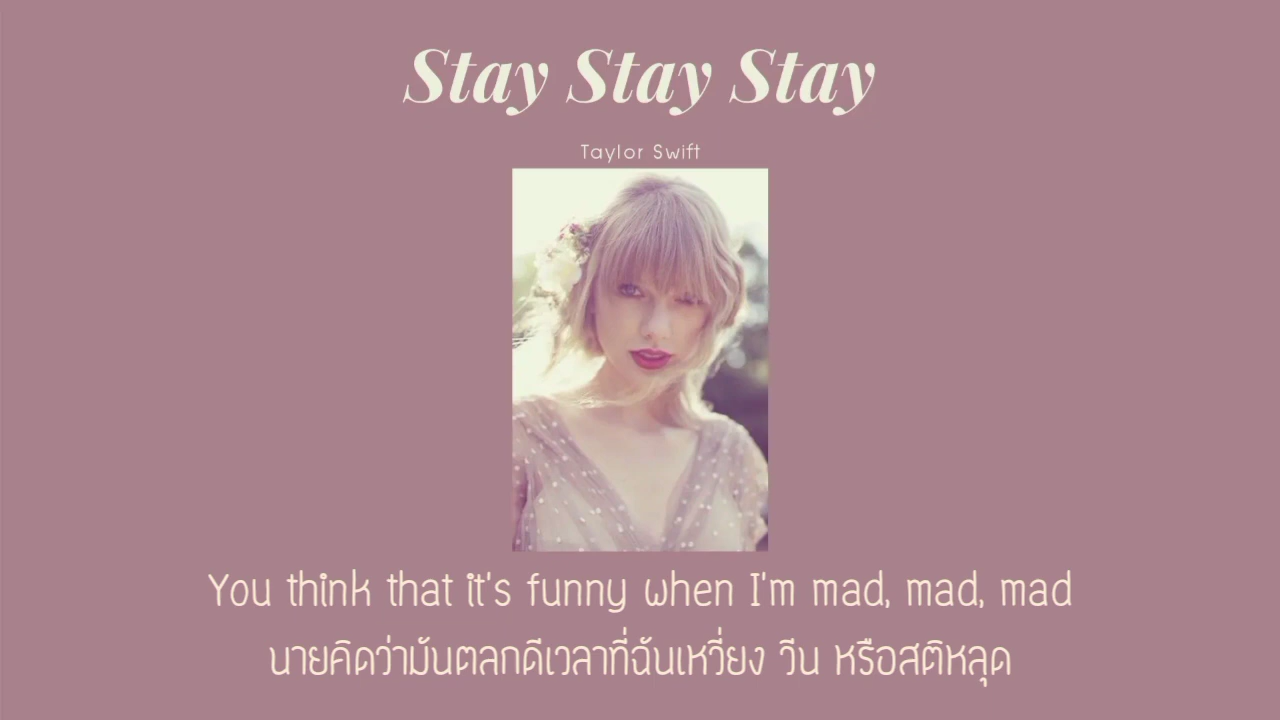 Stay Stay Stay
Taylor Swift
You think that it's funny when I'm mad, mad, mad
นายคิดว่ามันตลกดีเวลาที่ฉันเหวี่ยง วีน หรือสติหลุด